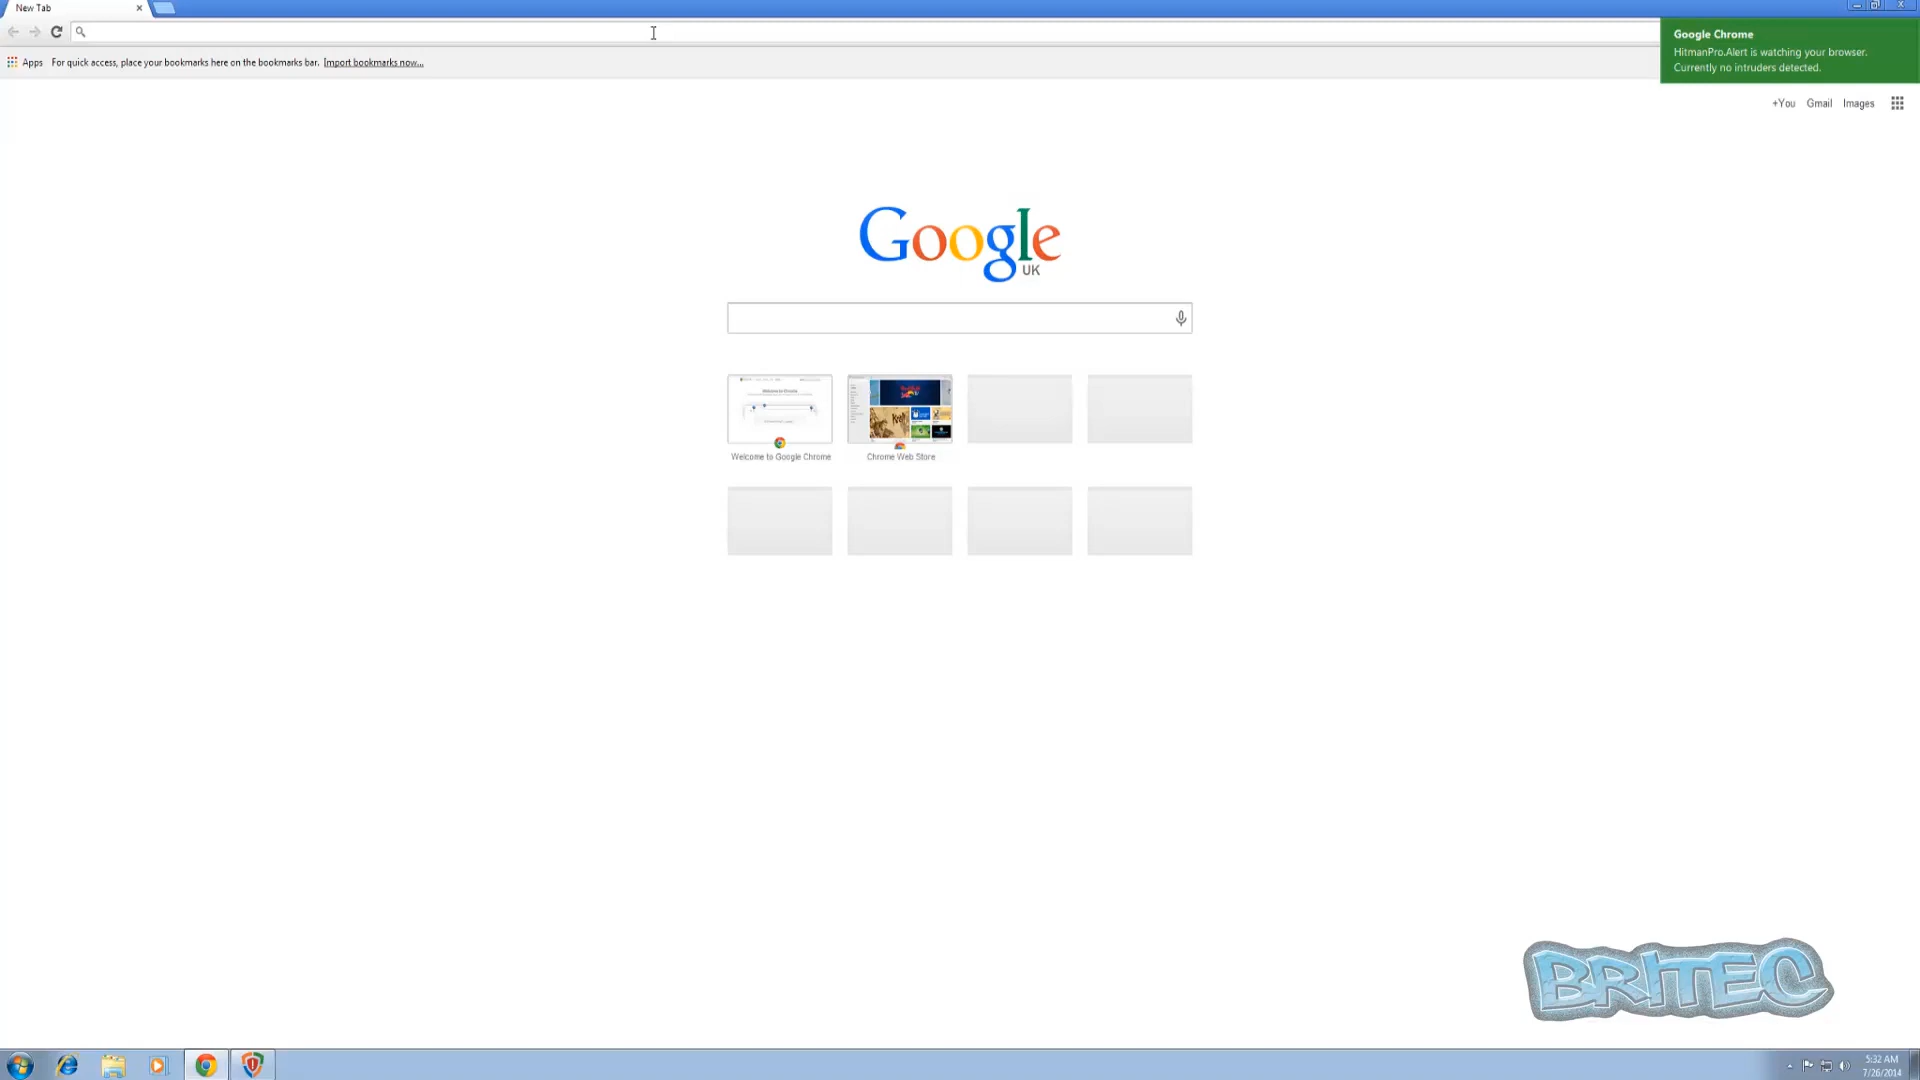 New Tab
Google Chrome
HitmanPro.Alert is watching your browser.
Currently no intruders detected.
Apps For quick access, place your bookmarks here on the bookmarks bar. Import bookmarks now...
+You Gmail Images
Google
UK
Welcome to Google Chrome Chrome Web Store
BRITEC
5:32 AM
7/26/2014